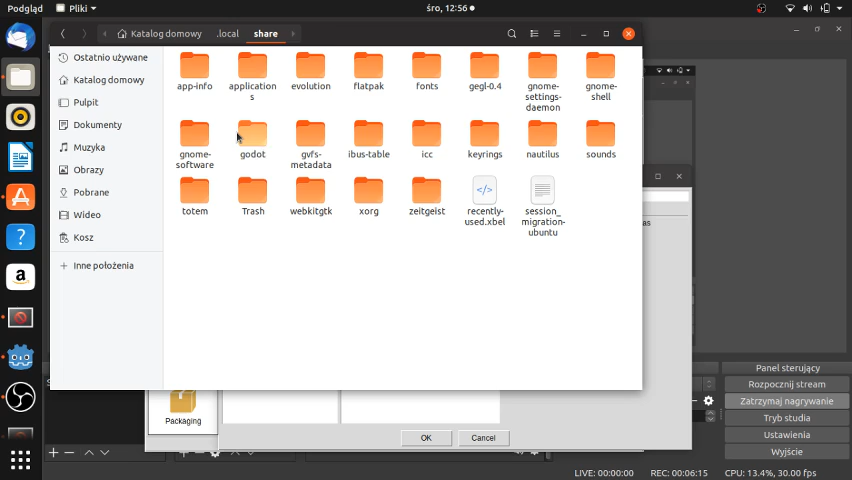 Podgląd
Pliki
śro, 12:56
Katalog domowy
.local
share
Ostatnio używane
Katalog domowy
Pulpit
Dokumenty
Muzyka
Obrazy
Pobrane
Wideo
Kosz
Inne położenia
app-info
application
s
evolution
flatpak
fonts
gegl-0.4
gnome-
settings-
daemon
gnome-
shell
gnome-
software
godot
gvfs-
metadata
ibus-table
icc
keyrings
nautilus
sounds
totem
Trash
webkitgtk
xorg
zeitgeist
recently-
used.xbel
session_
migration-
ubuntu
as
Packaging
OK
Cancel
Panel sterujący
Rozpocznij stream
Zatrzymaj nagrywanie
Tryb studia
Ustawienia
Wyjście
LIVE: 00:00:00
REC: 00:06:15
CPU: 13.4%, 30.00 fps